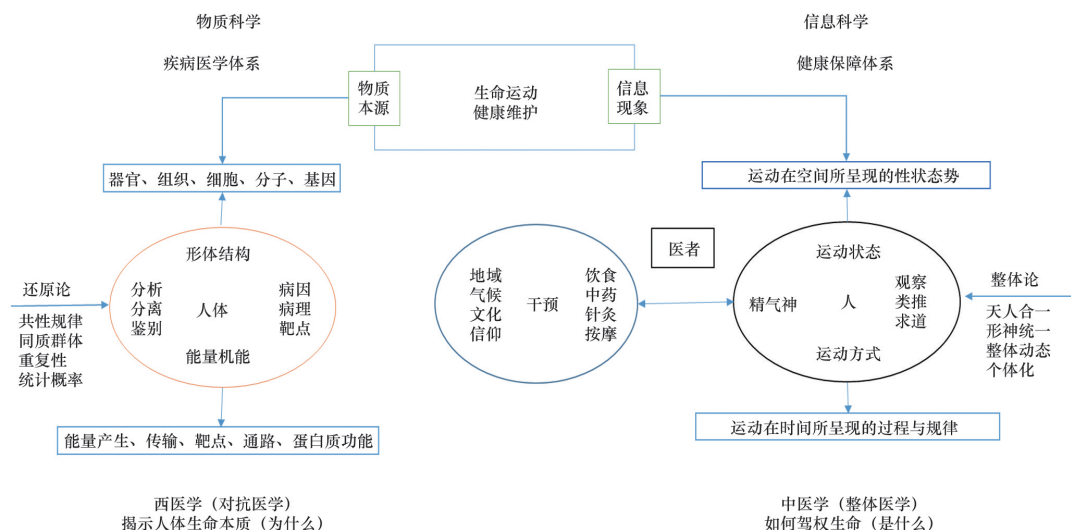 物质科学
信息科学
疾病医学体系
健康保障体系
物质
本源
生命运动
健康维护
信息
现象
器官、组织、细胞、分子、基因
运动在空间所呈现的性状态势
形体结构
分析
分离
鉴别
人体
病因
病理
靶点
能量机能
还原论
共性规律
同质群体
重复性
统计概率
能量产生、传输、靶点、通路、蛋白质功能
地域
气候
文化
信仰
干预
饮食
中药
针灸
按摩
医者
运动状态
精气神
人
观察
类推
求道
运动方式
整体论
天人合一
形神统一
整体动态
个体化
运动在时间所呈现的过程与规律
西医学（对抗医学）
揭示人体生命本质（为什么）
中医学（整体医学）
如何驾权生命（是什么）